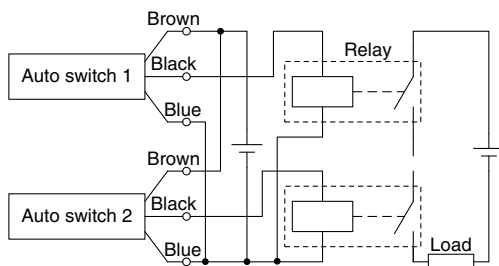 Brown
Auto switch 1
Black
Blue
Relay
Brown
Auto switch 2
Black
Blue
Load